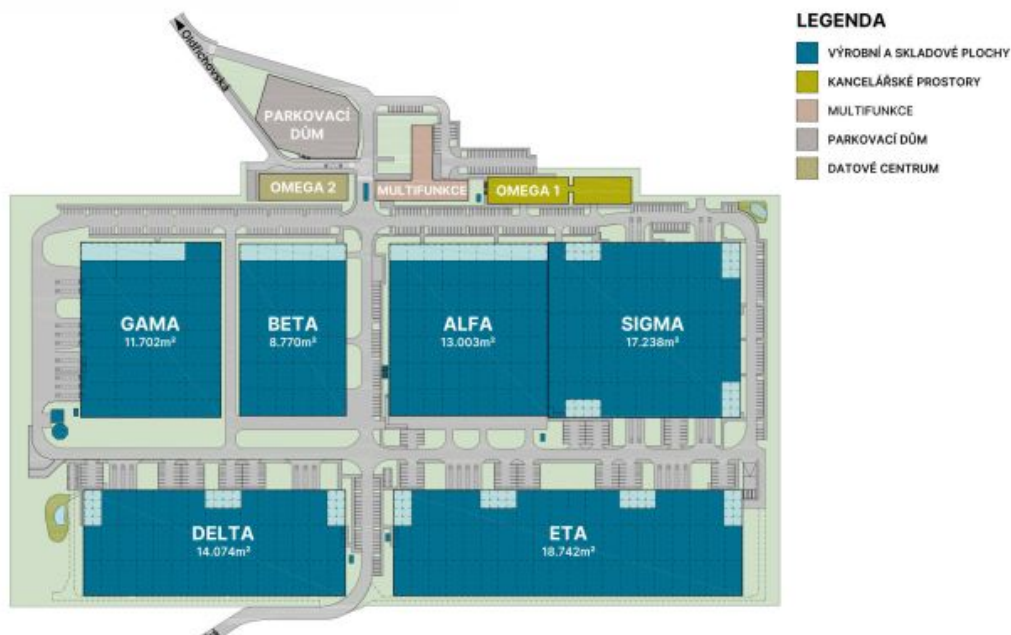 LEGENDA
VÝROBNÍ A SKLADOVÉ PLOCHY
KANCELÁŘSKÉ PROSTORY
MULTIFUNKCE
PARKOVACÍ DŮM
DATOVÉ CENTRUM
Oldřichovská
PARKOVACÍ
DŮM
OMEGA 2
MULTIFUNKCE
OMEGA 1
GAMA
11.702m²
BETA
8.770m²
ALFA
13.003m²
SIGMA
17.238m²
DELTA
14.074m²
ETA
18.742m²